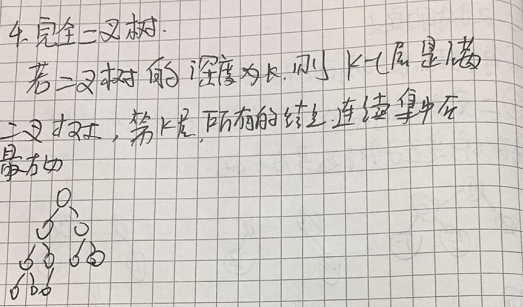 4.完全二叉树.
若二叉树的深度为k.则 k-1层是满
二叉树,第k层,所有的结点连续集中在
最左边